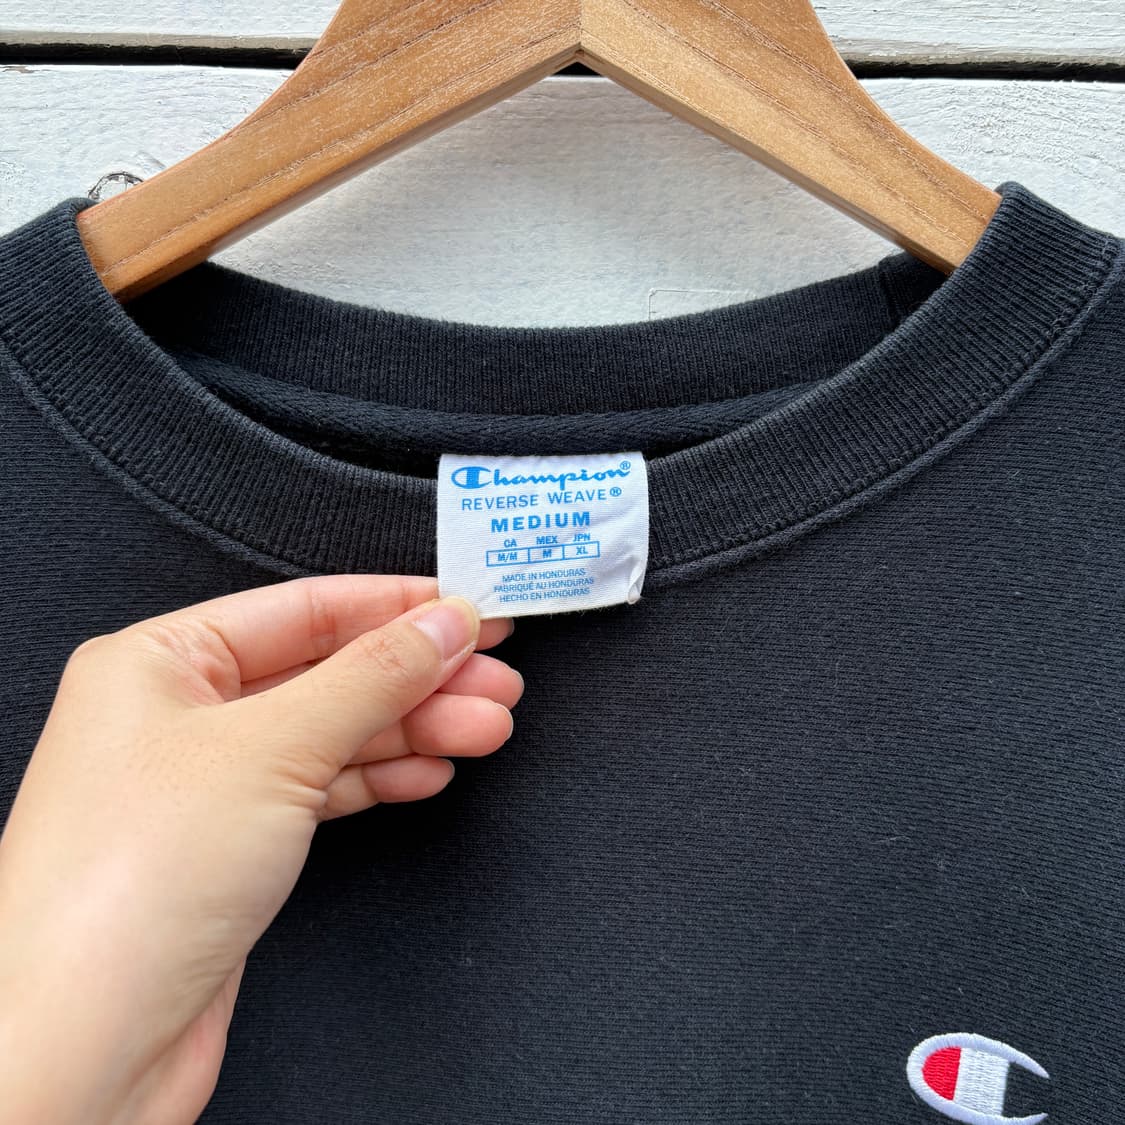 Champion®
REVERSE WEAVE®
MEDIUM
CA MEX JPN
M/M M XL
MADE IN HONDURAS
FABRIQUÉ AU HONDURAS
HECHO EN HONDURAS